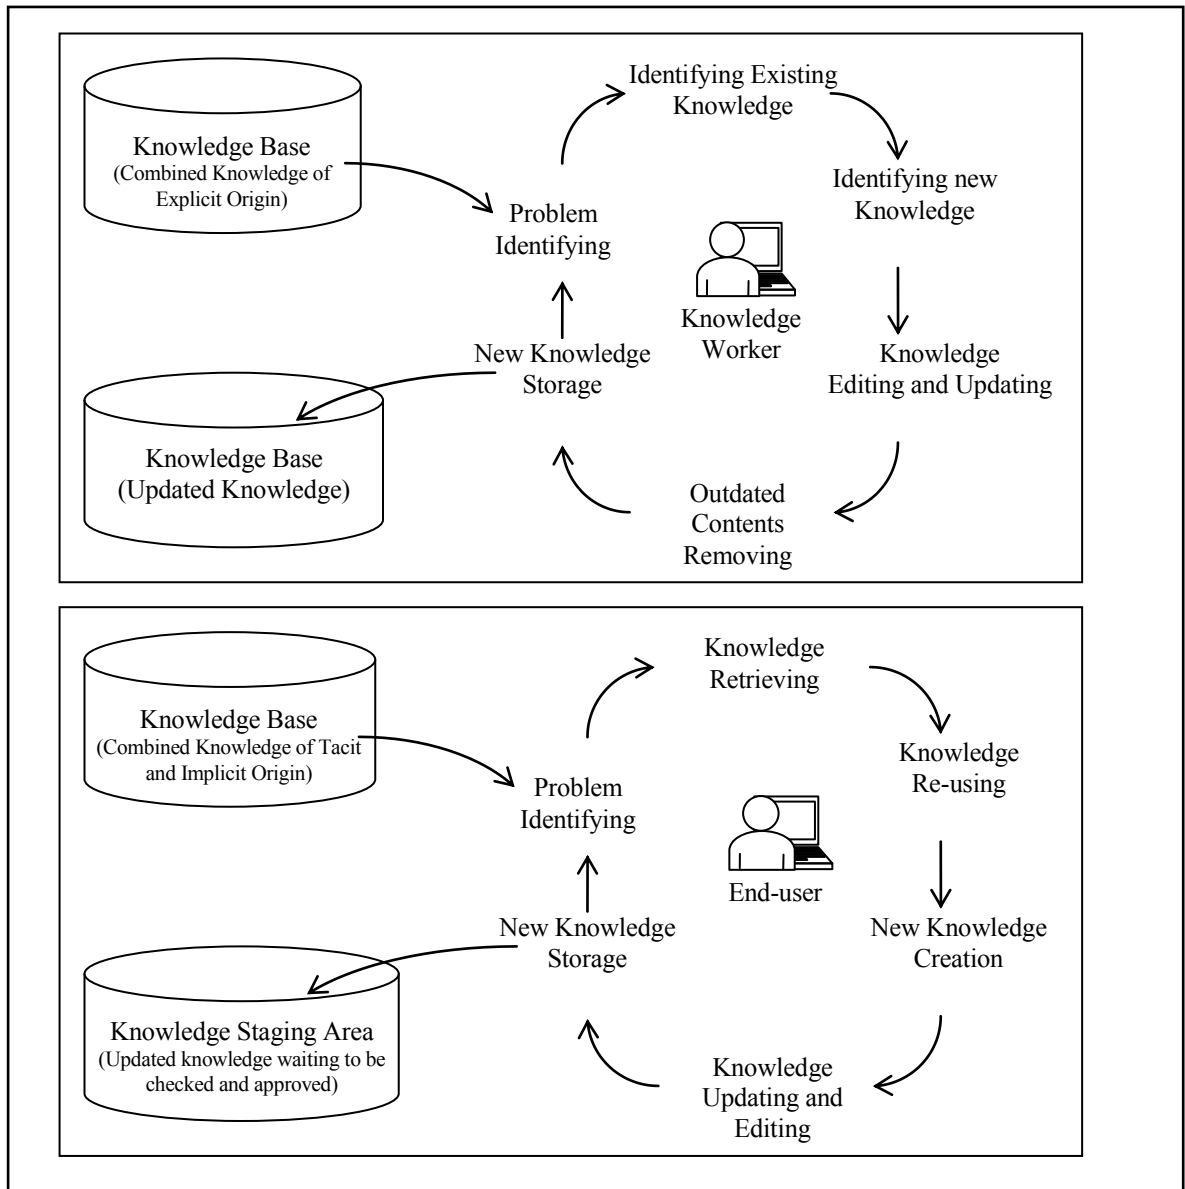 Knowledge Base
(Combined Knowledge of
Explicit Origin)
Identifying Existing
Knowledge
Identifying new
Knowledge
Problem
Identifying
Knowledge
Worker
New Knowledge
Storage
Knowledge
Editing and Updating
Knowledge Base
(Updated Knowledge)
Outdated
Contents
Removing
Knowledge Base
(Combined Knowledge of Tacit
and Implicit Origin)
Knowledge
Retrieving
Knowledge
Re-using
Problem
Identifying
End-user
New Knowledge
Storage
New Knowledge
Creation
Knowledge Staging Area
(Updated knowledge waiting to be
checked and approved)
Knowledge
Updating and
Editing